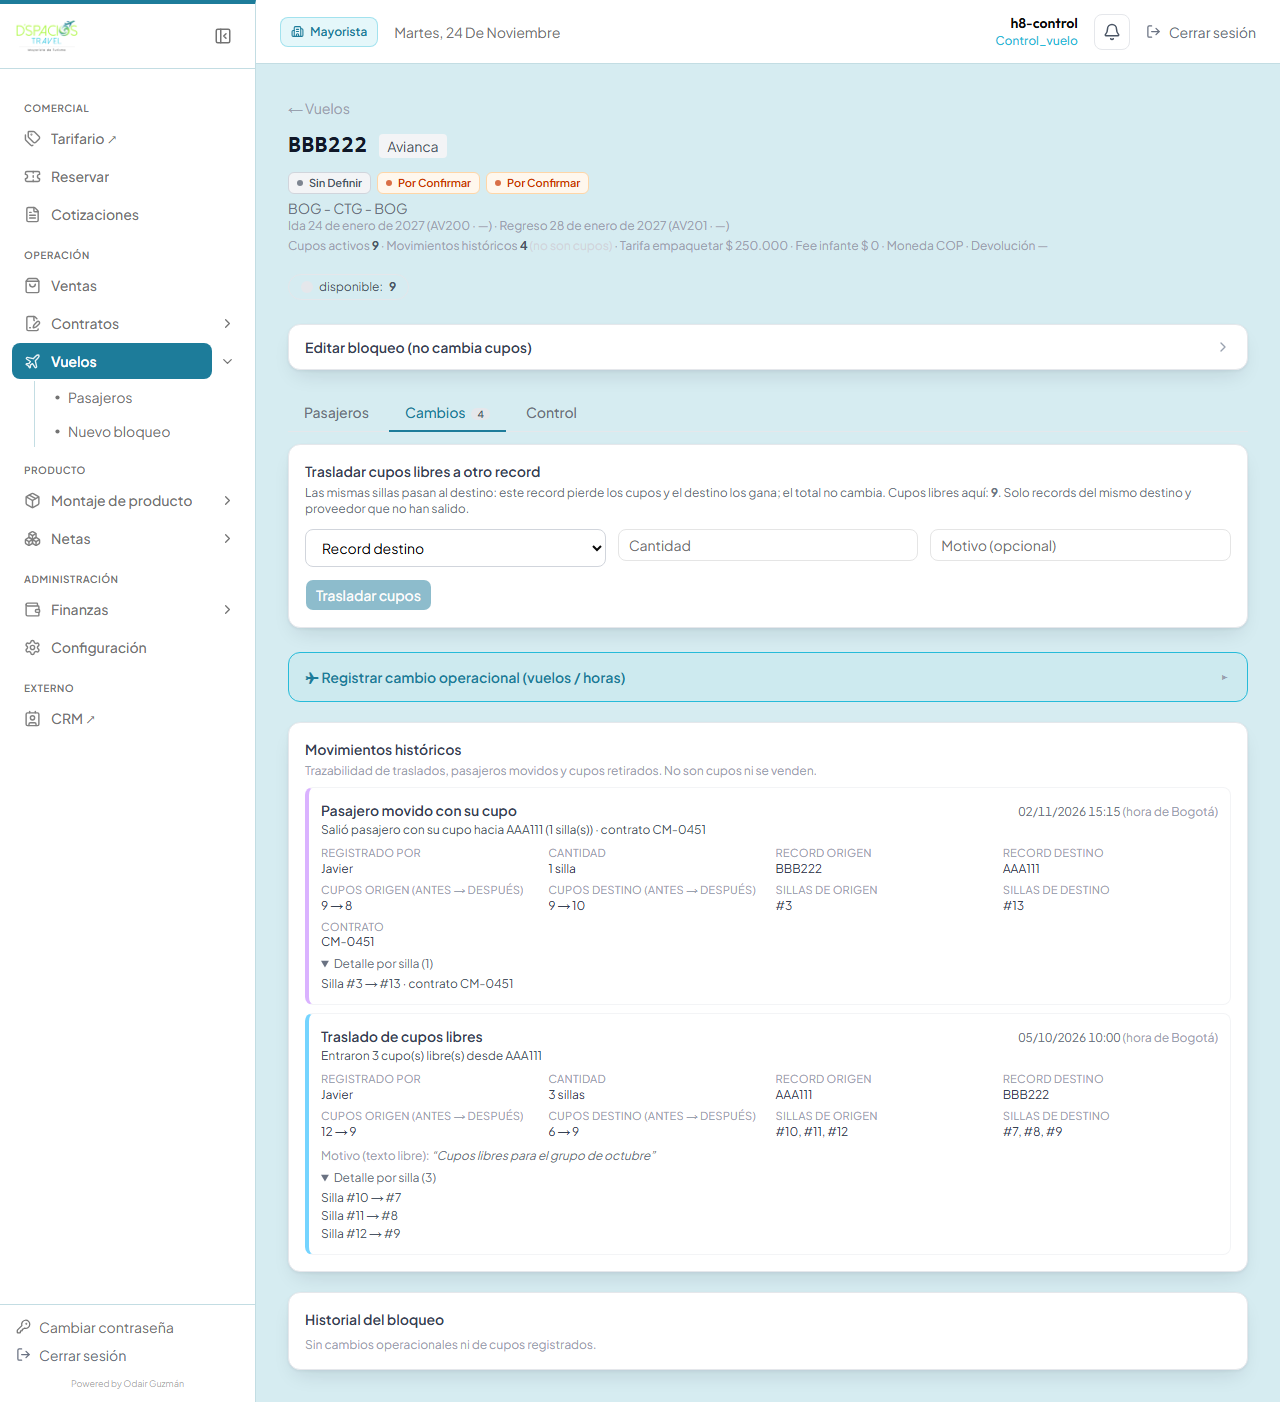 D'SPACIOS
TRAVEL
Mayorista
Martes, 24 De Noviembre
h8-control
Control_vuelo
Cerrar sesión
COMERCIAL
Tarifario ↗
Reservar
Cotizaciones
OPERACIÓN
Ventas
Contratos
Vuelos
• Pasajeros
• Nuevo bloqueo
PRODUCTO
Montaje de producto
Netas
ADMINISTRACIÓN
Finanzas
Configuración
EXTERNO
CRM ↗
Cambiar contraseña
Cerrar sesión
Powered by Odair Guzmán
← Vuelos
BBB222 Avianca
Sin Definir Por Confirmar Por Confirmar
BOG - CTG - BOG
Ida 24 de enero de 2027 (AV200 · —) · Regreso 28 de enero de 2027 (AV201 · —)
Cupos activos 9 · Movimientos históricos 4 (no son cupos) · Tarifa empaquetar $ 250.000 · Fee infante $ 0 · Moneda COP · Devolución —
disponible: 9
Editar bloqueo (no cambia cupos)
Pasajeros Cambios 4 Control
Trasladar cupos libres a otro record
Las mismas sillas pasan al destino: este record pierde los cupos y el destino los gana; el total no cambia. Cupos libres aquí: 9. Solo records del mismo destino y
proveedor que no han salido.
Record destino Cantidad Motivo (opcional)
Trasladar cupos
✈ Registrar cambio operacional (vuelos / horas)
Movimientos históricos
Trazabilidad de traslados, pasajeros movidos y cupos retirados. No son cupos ni se venden.
Pasajero movido con su cupo 02/11/2026 15:15 (hora de Bogotá)
Salió pasajero con su cupo hacia AAA111 (1 silla(s)) · contrato CM-0451
REGISTRADO POR CANTIDAD RECORD ORIGEN RECORD DESTINO
Javier 1 silla BBB222 AAA111
CUPOS ORIGEN (ANTES → DESPUÉS) CUPOS DESTINO (ANTES → DESPUÉS) SILLAS DE ORIGEN SILLAS DE DESTINO
9 → 8 9 → 10 #3 #13
CONTRATO
CM-0451
▼ Detalle por silla (1)
Silla #3 → #13 · contrato CM-0451
Traslado de cupos libres 05/10/2026 10:00 (hora de Bogotá)
Entraron 3 cupo(s) libre(s) desde AAA111
REGISTRADO POR CANTIDAD RECORD ORIGEN RECORD DESTINO
Javier 3 sillas AAA111 BBB222
CUPOS ORIGEN (ANTES → DESPUÉS) CUPOS DESTINO (ANTES → DESPUÉS) SILLAS DE ORIGEN SILLAS DE DESTINO
12 → 9 6 → 9 #10, #11, #12 #7, #8, #9
Motivo (texto libre): "Cupos libres para el grupo de octubre"
▼ Detalle por silla (3)
Silla #10 → #7
Silla #11 → #8
Silla #12 → #9
Historial del bloqueo
Sin cambios operacionales ni de cupos registrados.